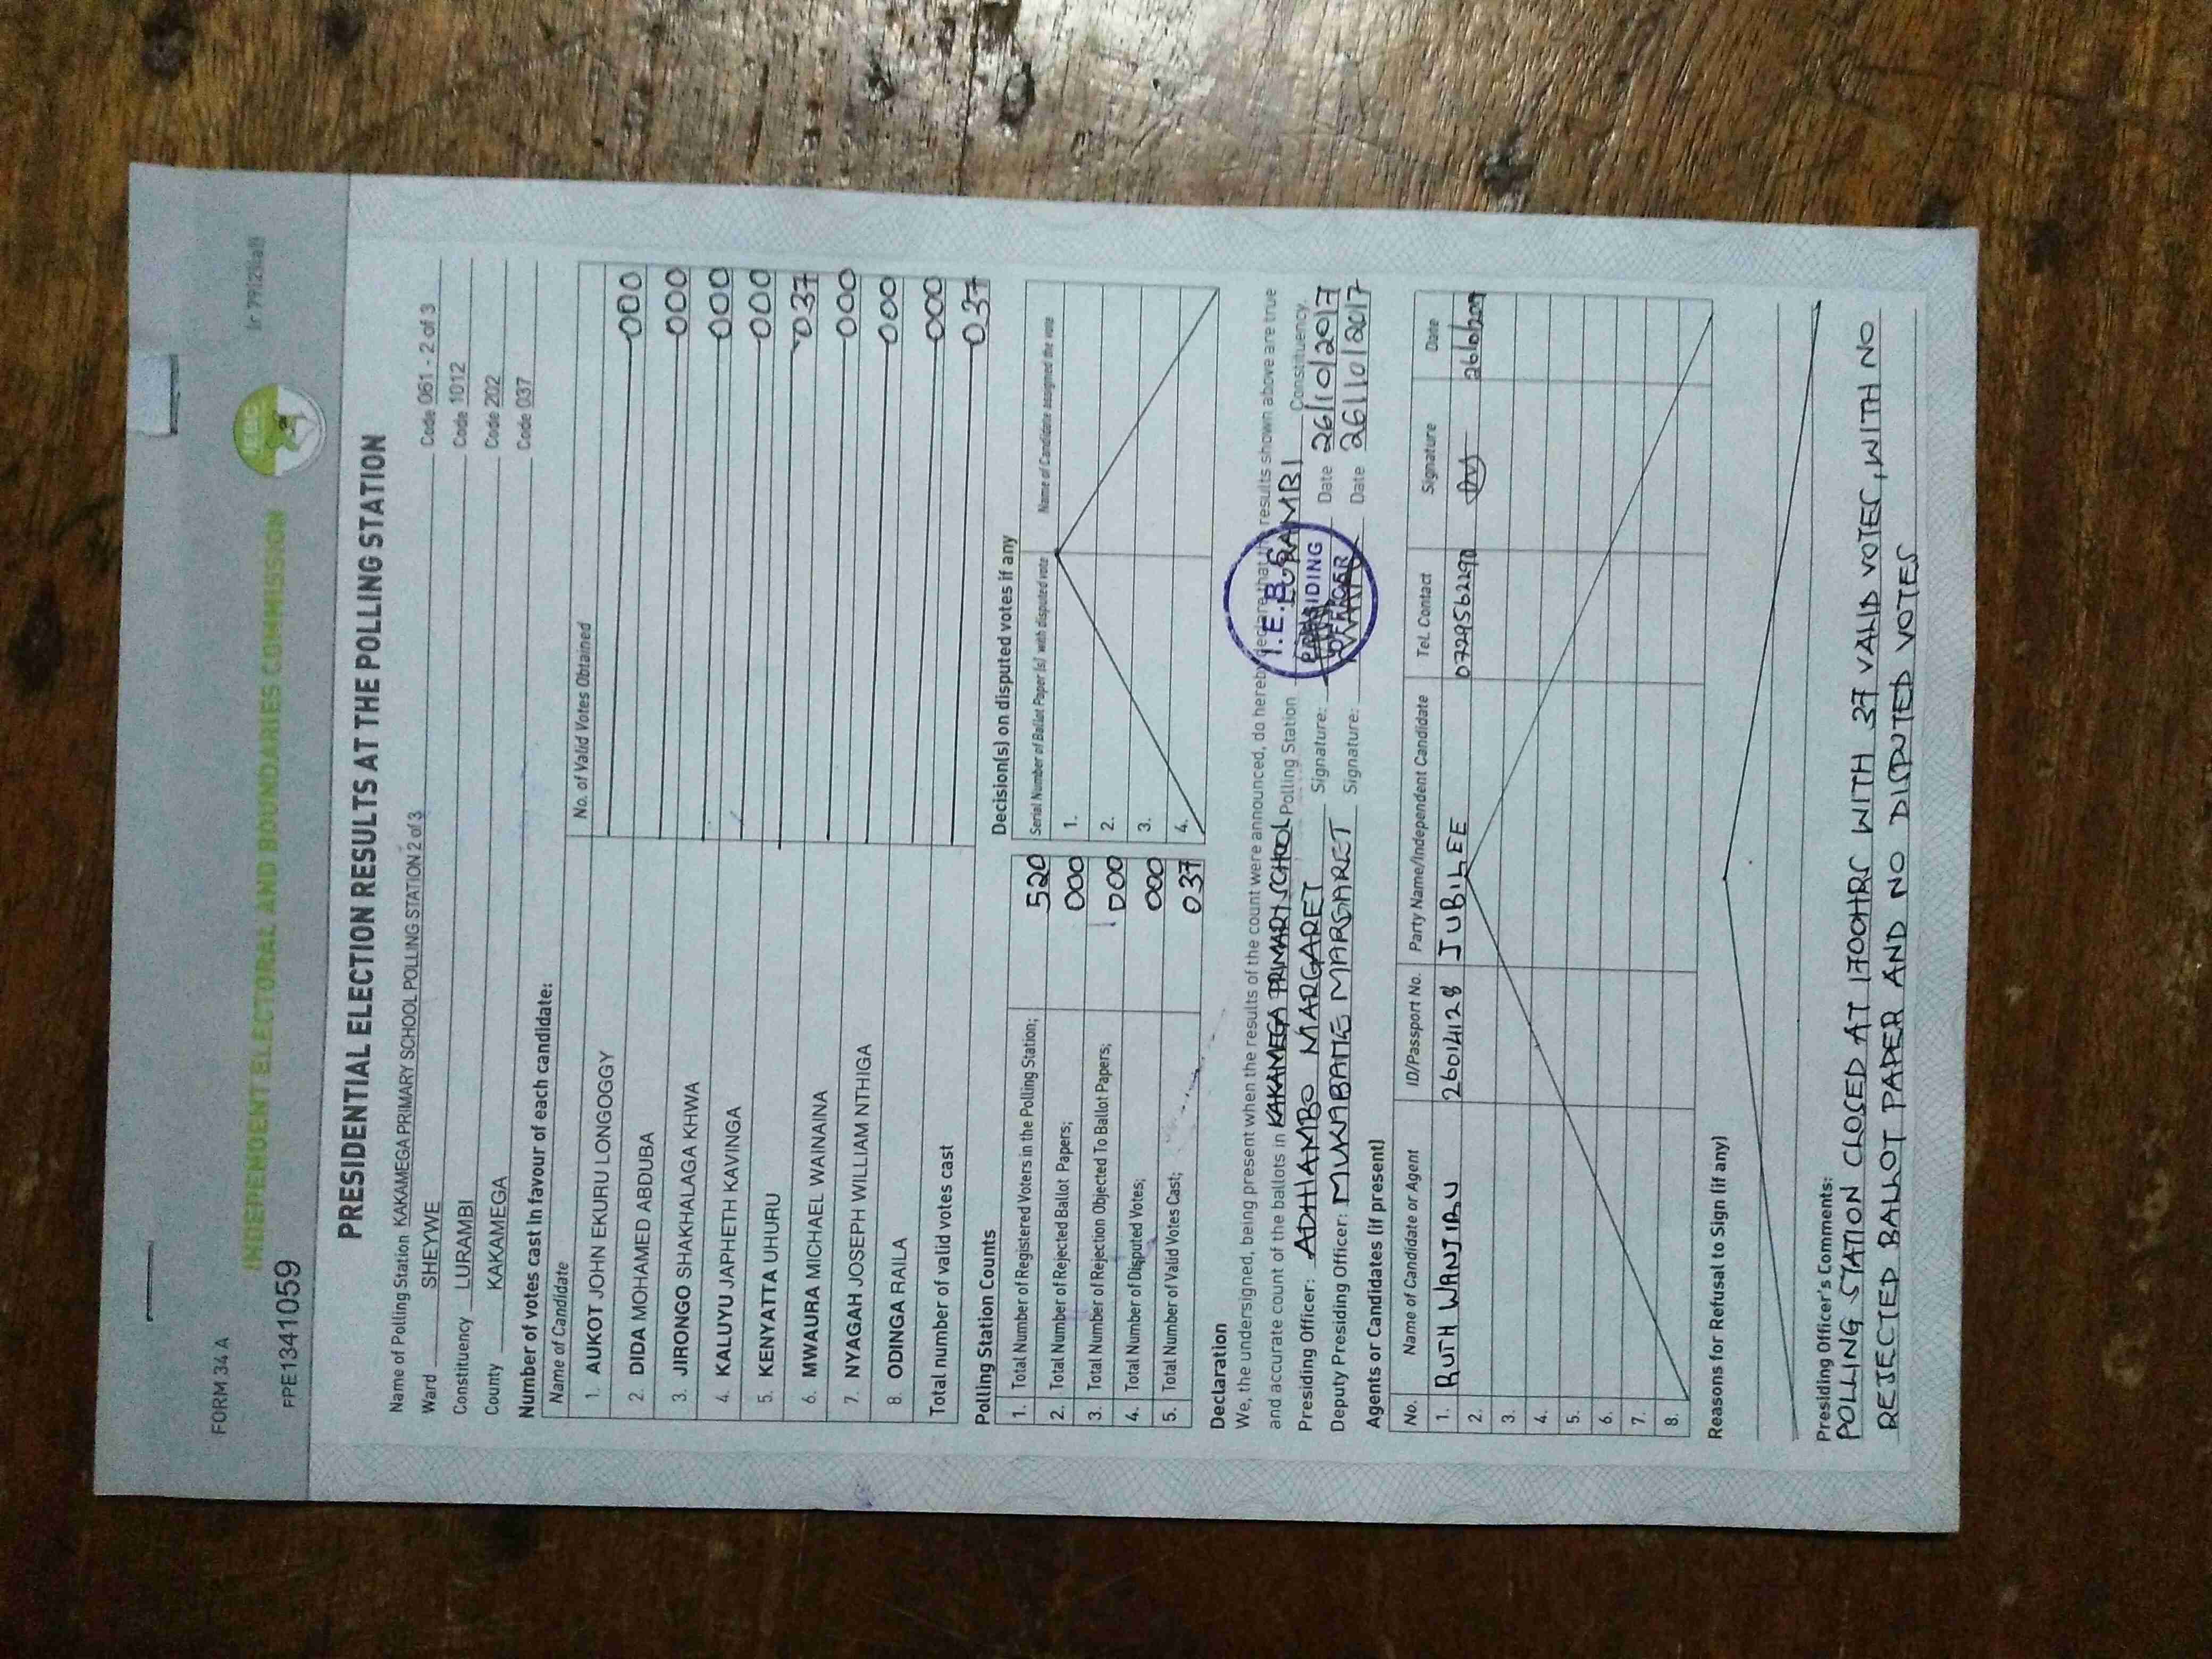 FORM 34 A
INDEPENDENT ELECTORAL AND BOUNDARIES COMMISSION
IEBC
FPE1341059
PRESIDENTIAL ELECTION RESULTS AT THE POLLING STATION
Name of Polling Station KAKAMEGA PRIMARY SCHOOL POLLING STATION 2 of 3 Code 061 - 2 of 3
Ward SHEYWE Code 1012
Constituency LURAMBI Code 202
County KAKAMEGA Code 037
Number of votes cast in favour of each candidate:
Name of Candidate No. of Valid Votes Obtained
1. AUKOT JOHN EKURU LONGOGGY 000
2. DIDA MOHAMED ABDUBA 000
3. JIRONGO SHAKHALAGA KHWA 000
4. KALUYU JAPHETH KAVINGA 000
5. KENYATTA UHURU 037
6. MWAURA MICHAEL WAINAINA 000
7. NYAGAH JOSEPH WILLIAM NTHIGA 000
8. ODINGA RAILA 000
Total number of valid votes cast 037
Polling Station Counts
1. Total Number of Registered Voters in the Polling Station; 520
2. Total Number of Rejected Ballot Papers; 000
3. Total Number of Rejection Objected To Ballot Papers; 000
4. Total Number of Disputed Votes; 000
5. Total Number of Valid Votes Cast; 037
Decision(s) on disputed votes if any
Serial Number of Ballot Paper (s) with disputed vote Name of Candidate assigned the vote
1.
2.
3.
4.
Declaration
We, the undersigned, being present when the results of the count were announced, do hereby declare that the results shown above are true
and accurate count of the ballots in KAKAMEGA PRIMARY SCHOOL Polling Station LURAMBI Constituency.
Presiding Officer: ADHIAMBO MARGARET Signature: Date 26/10/2017
Deputy Presiding Officer: MUKABATLE MARGARET Signature: Date 26/10/2017
I.E.B.C
PRESIDING
OFFICER
Agents or Candidates (if present)
No. Name of Candidate or Agent ID/Passport No. Party Name/Independent Candidate Tel. Contact Signature Date
1. RUTH WANJIRU 26014128 JUBILEE 0729562290 26/10/2017
2.
3.
4.
5.
6.
7.
8.
Reasons for Refusal to Sign (if any)
Presiding Officer's Comments:
POLLING STATION CLOSED AT 1700HRS WITH 37 VALID VOTES, WITH NO
REJECTED BALLOT PAPER AND NO DISPUTED VOTES